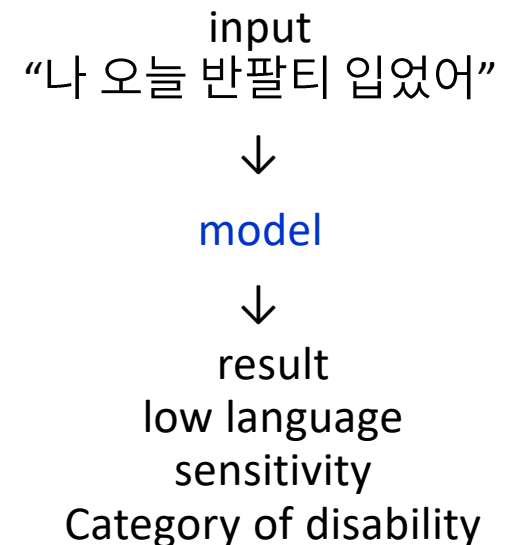 input
“나 오늘 반팔티 입었어”
↓
model
↓
result
low language
sensitivity
Category of disability